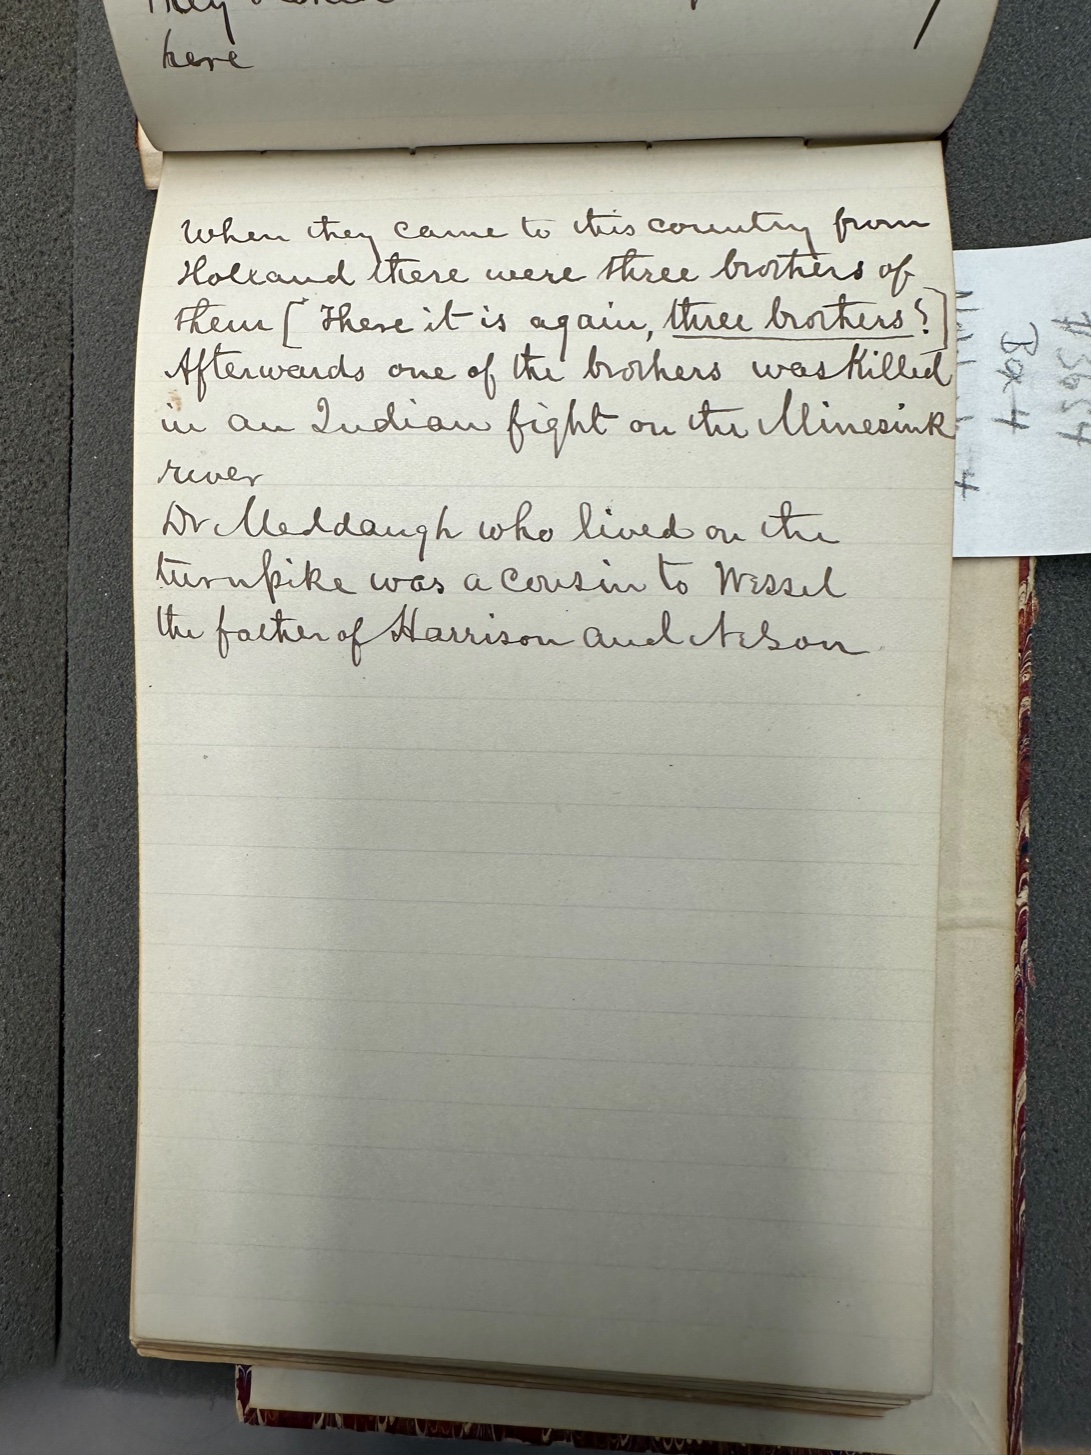 They
here
When they came to this country from
Holland there were three brothers of
them [There it is again, three brothers!]
Afterwards one of the brothers was killed
in an Indian fight on the Minesink
river
Dr Meddaugh who lived on the
turnpike was a cousin to Wessel
the father of Harrison and Nelson
Box 4